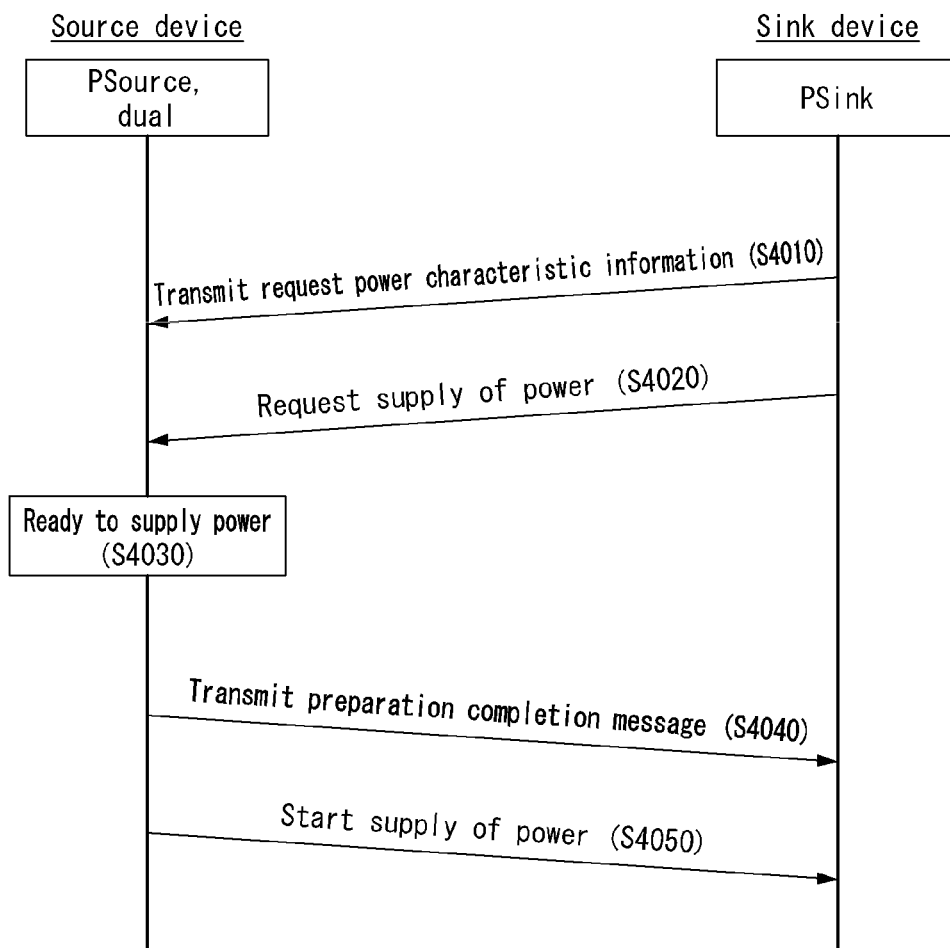 Source device
Sink device
PSource,
dual
PSink
Transmit request power characteristic information (S4010)
Request supply of power (S4020)
Ready to supply power
(S4030)
Transmit preparation completion message (S4040)
Start supply of power (S4050)